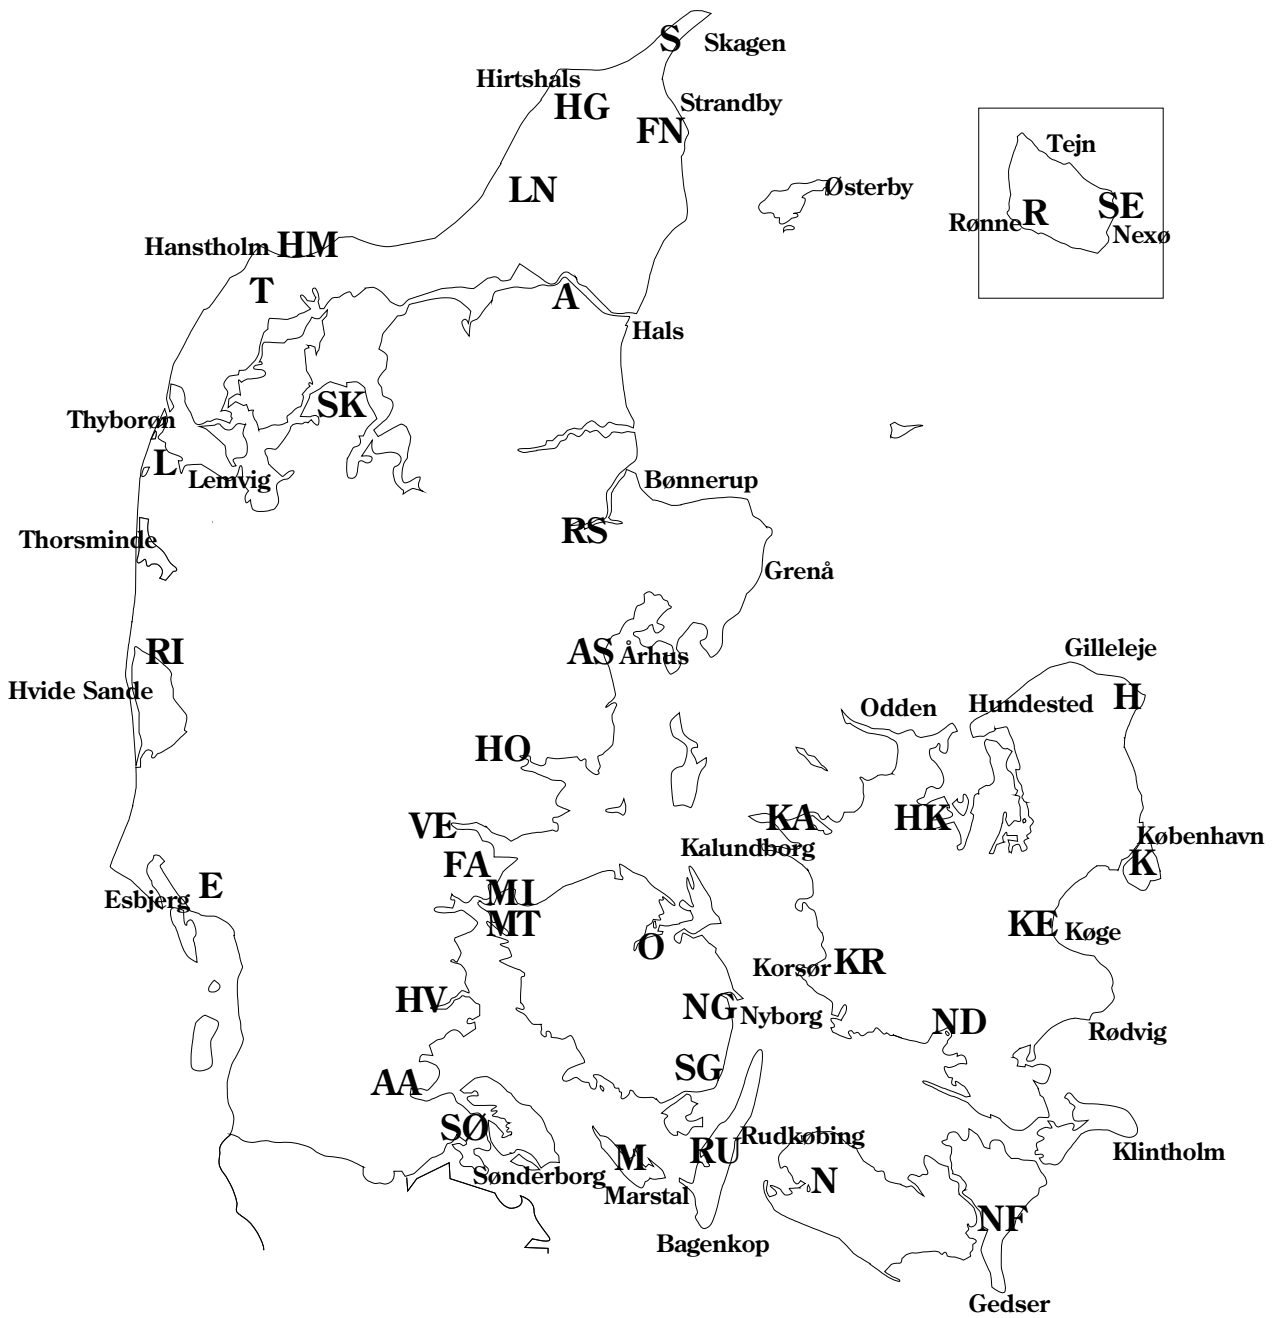 S
Skagen
Hirtshals
HG
Strandby
FN
Tejn
LN
Østerby
SE
R
Rønne
Nexø
Hanstholm
HM
T
A
Hals
SK
Thyborøn
L
Lemvig
Bønnerup
RS
Thorsminde
Grenå
RI
AS
Århus
Gilleleje
Hvide Sande
H
Hundested
Odden
HO
VE
KA
HK
København
Kalundborg
FA
K
E
MI
Esbjerg
MT
KE
Køge
O
Korsør
KR
HV
NG
Nyborg
ND
Rødvig
SG
AA
SØ
Rudkøbing
RU
Klintholm
M
Sønderborg
N
Marstal
NF
Bagenkop
Gedser